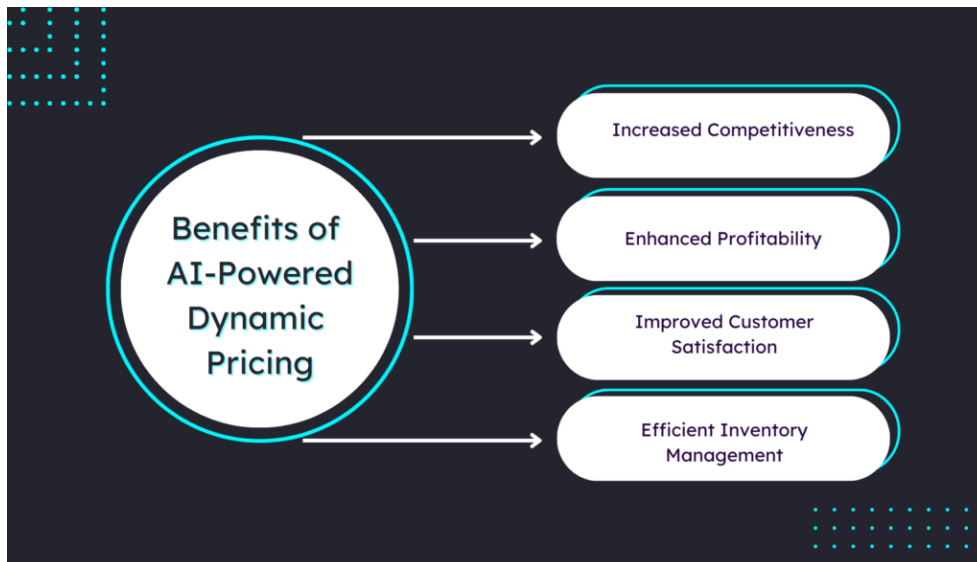 Benefits of
AI-Powered
Dynamic
Pricing
Increased Competitiveness
Enhanced Profitability
Improved Customer
Satisfaction
Efficient Inventory
Management